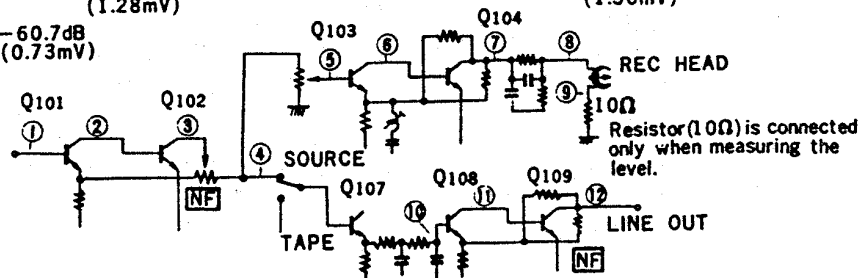 (1.28mV)
(1.30mV)
-60.7dB
(0.73mV)
Q103
Q104
⑤
⑥
⑦
⑧
REC HEAD
⑨
10Ω
Resistor(10Ω) is connected
only when measuring the
level.
Q101
Q102
①
②
③
④
SOURCE
NF
TAPE
Q107
⑩
Q108
⑪
Q109
⑫
LINE OUT
NF